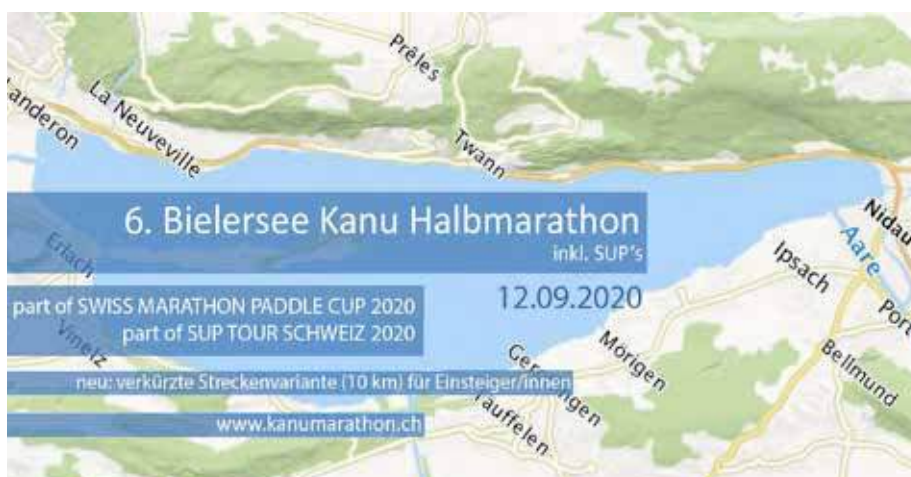 Prêles
Landeron
La Neuveville
Twann
6. Bielersee Kanu Halbmarathon
inkl. SUP's
Nidau
Erlach
Aare
Ipsach
12.09.2020
part of SWISS MARATHON PADDLE CUP 2020
part of SUP TOUR SCHWEIZ 2020
Port
Vinelz
Mörigen
Bellmund
neu: verkürzte Streckenvariante (10 km) für Einsteiger/innen
Täuffelen
www.kanumarathon.ch